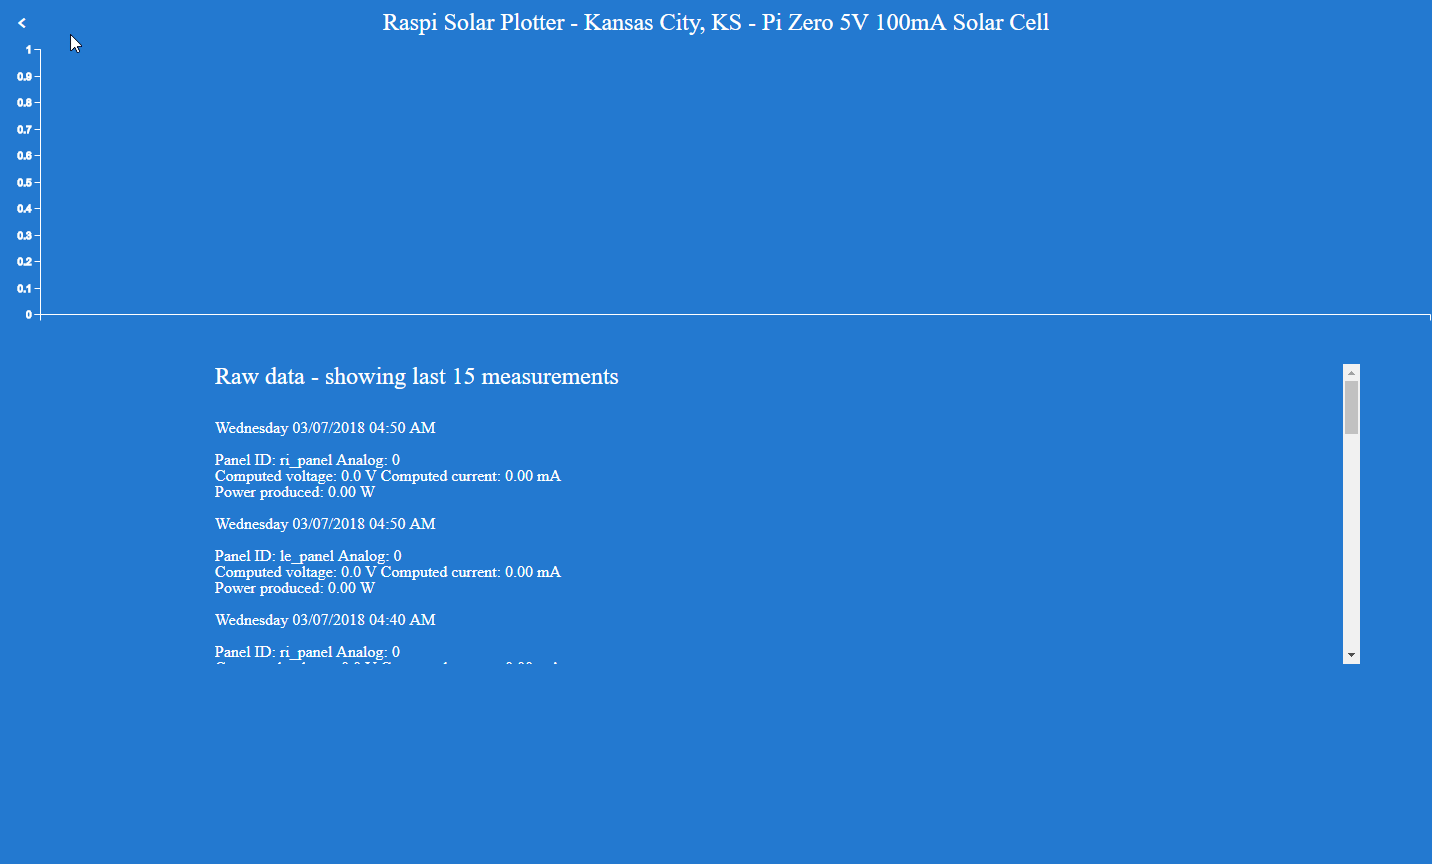 <
Raspi Solar Plotter - Kansas City, KS - Pi Zero 5V 100mA Solar Cell
1
0.9
0.8
0.7
0.6
0.5
0.4
0.3
0.2
0.1
0
Raw data - showing last 15 measurements
Wednesday 03/07/2018 04:50 AM
Panel ID: ri_panel Analog: 0
Computed voltage: 0.0 V Computed current: 0.00 mA
Power produced: 0.00 W
Wednesday 03/07/2018 04:50 AM
Panel ID: le_panel Analog: 0
Computed voltage: 0.0 V Computed current: 0.00 mA
Power produced: 0.00 W
Wednesday 03/07/2018 04:40 AM
Panel ID: ri_panel Analog: 0